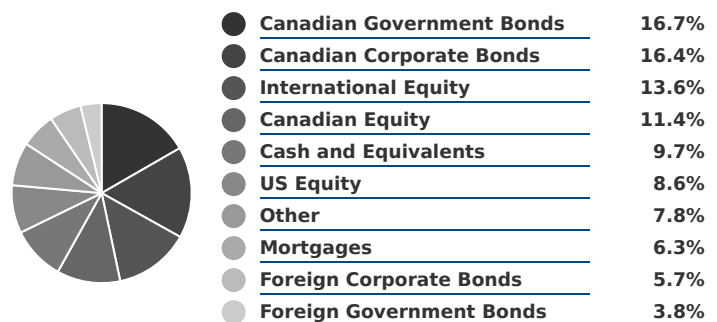 Canadian Government Bonds 16.7%
Canadian Corporate Bonds 16.4%
International Equity 13.6%
Canadian Equity 11.4%
Cash and Equivalents 9.7%
US Equity 8.6%
Other 7.8%
Mortgages 6.3%
Foreign Corporate Bonds 5.7%
Foreign Government Bonds 3.8%